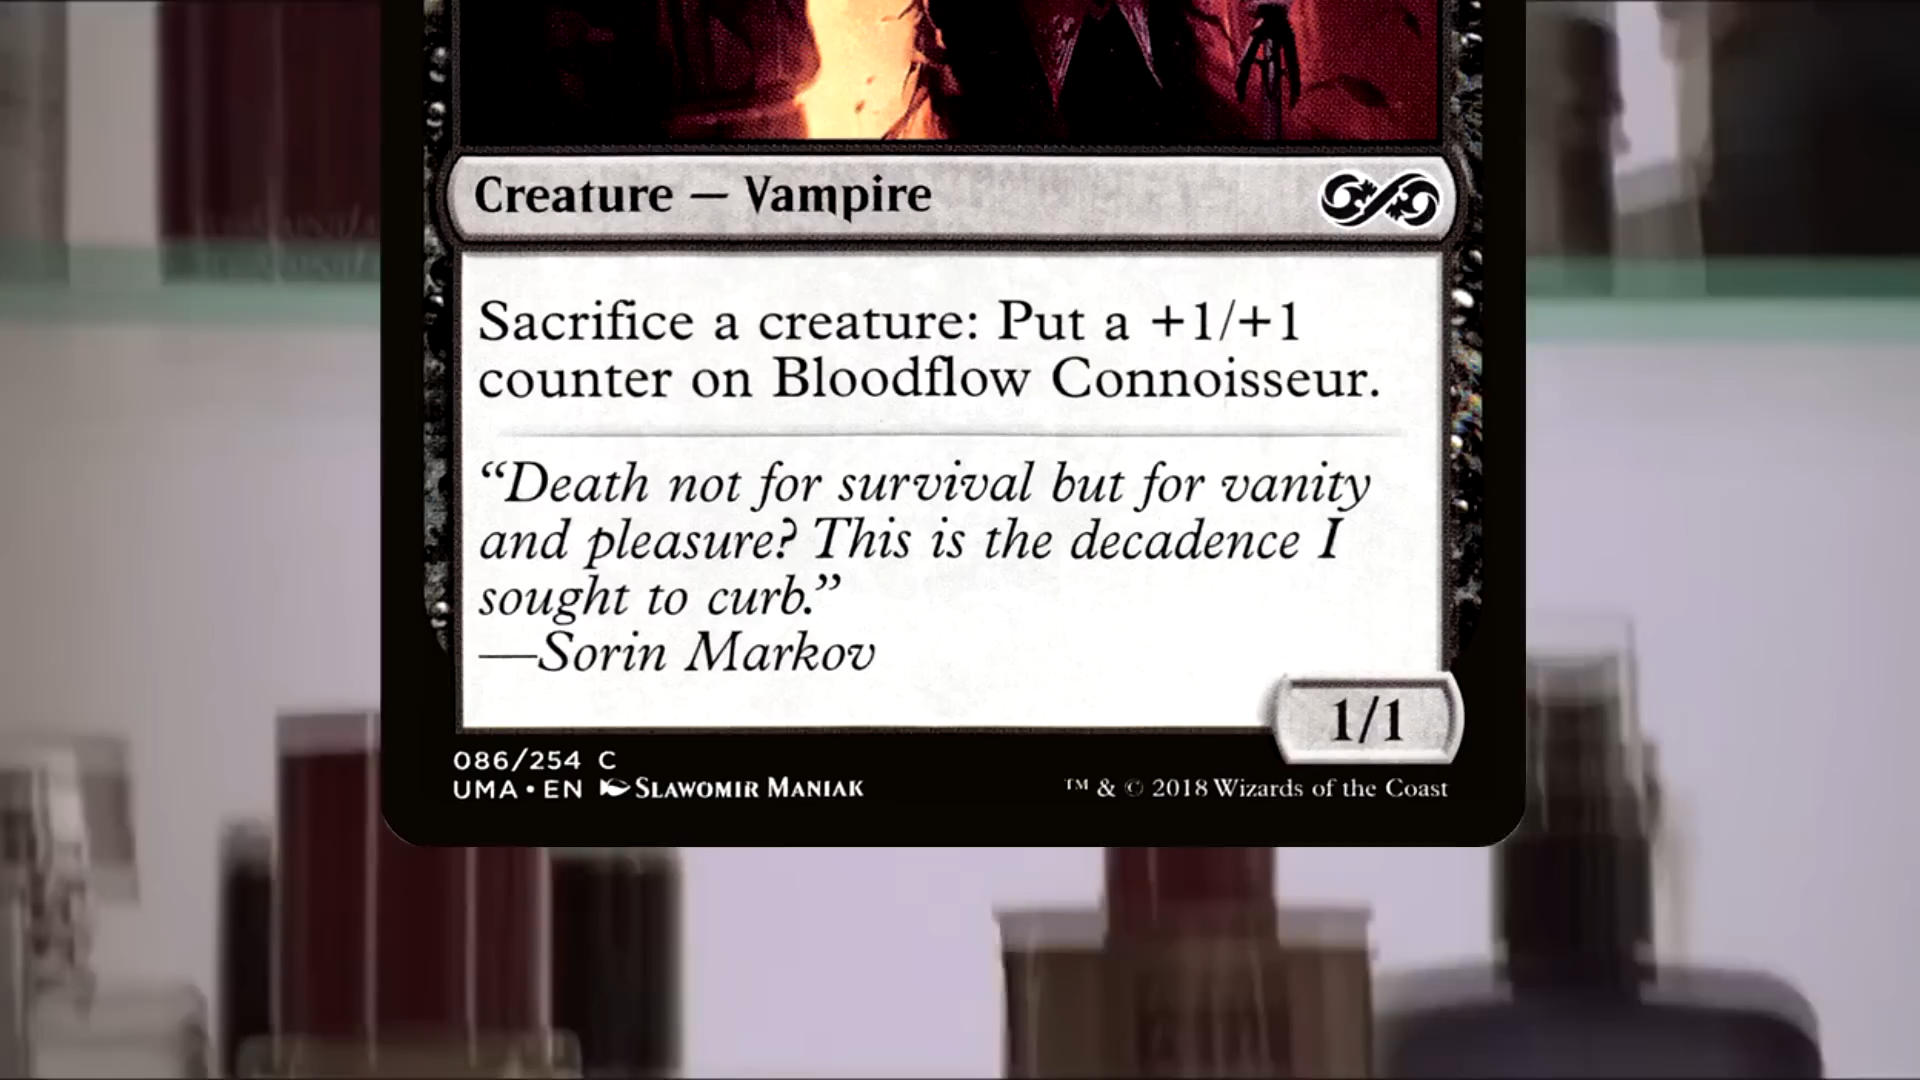 Creature — Vampire
Sacrifice a creature: Put a +1/+1
counter on Bloodflow Connoisseur.
“Death not for survival but for vanity
and pleasure? This is the decadence I
sought to curb.”
—Sorin Markov
1/1
086/254 C
UMA • EN SLAWOMIR MANIAK
™ & © 2018 Wizards of the Coast